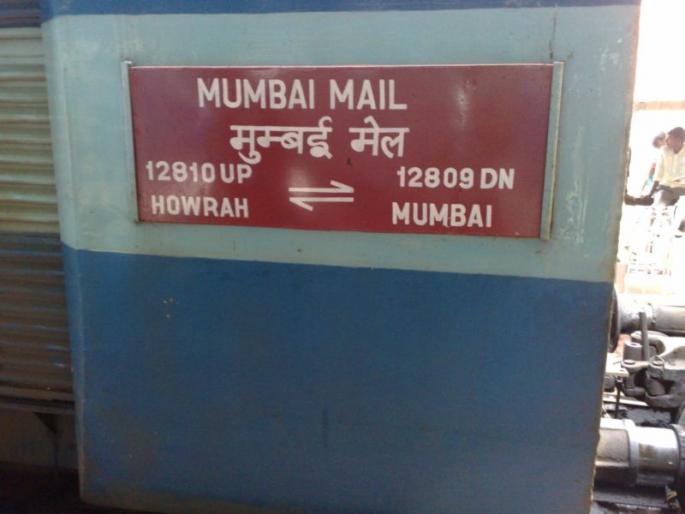 MUMBAI MAIL
मुम्बई मेल
12810 UP 12809 DN
HOWRAH ⇌ MUMBAI